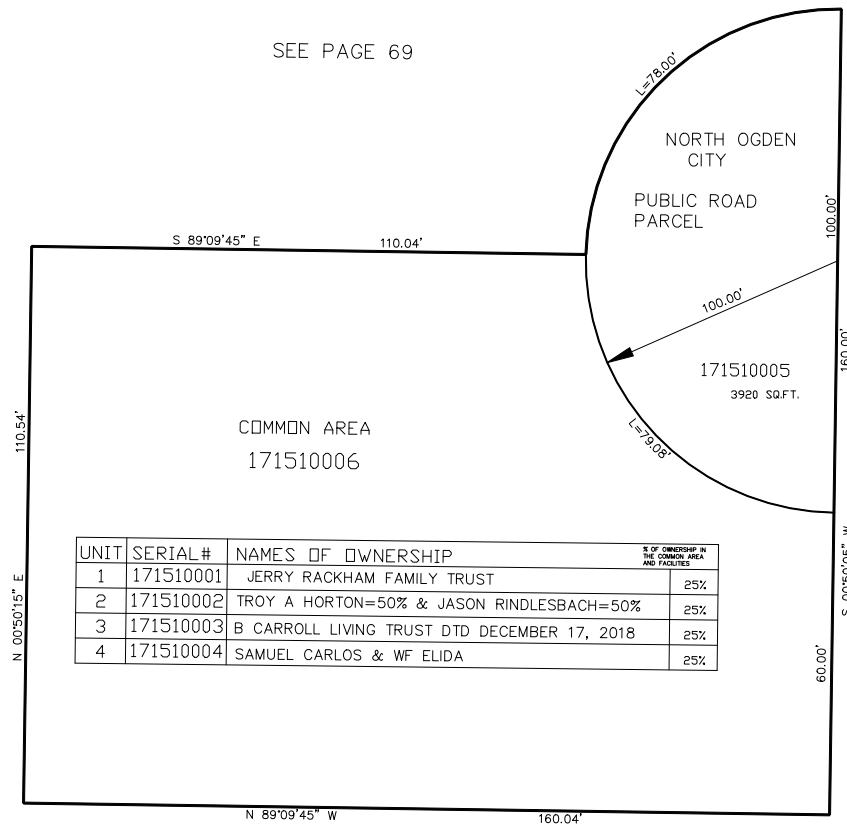 SEE PAGE 69
L=78.00'
NORTH OGDEN
CITY
PUBLIC ROAD
PARCEL
100.00'
S 89°09'45" E 110.04'
100.00'
160.00'
171510005
3920 SQ.FT.
110.54'
COMMON AREA
171510006
L=79.08'
UNIT SERIAL# NAMES OF OWNERSHIP % OF OWNERSHIP IN
THE COMMON AREA
AND FACILITIES
1 171510001 JERRY RACKHAM FAMILY TRUST 25%
2 171510002 TROY A HORTON=50% & JASON RINDLESBACH=50% 25%
3 171510003 B CARROLL LIVING TRUST DTD DECEMBER 17, 2018 25%
4 171510004 SAMUEL CARLOS & WF ELIDA 25%
N 00°50'15" E
60.00'
N 89°09'45" W 160.04'